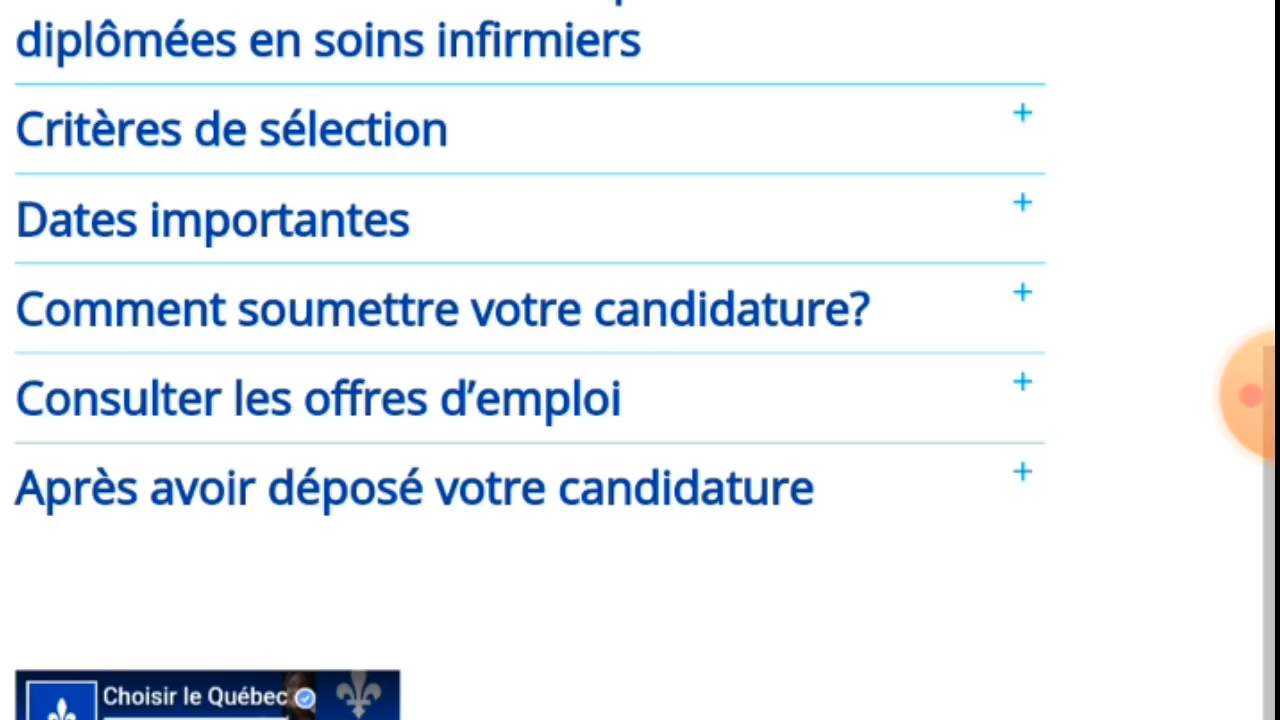 diplômées en soins infirmiers
Critères de sélection
+
Dates importantes
+
Comment soumettre votre candidature?
+
Consulter les offres d’emploi
+
Après avoir déposé votre candidature
+
Choisir le Québec